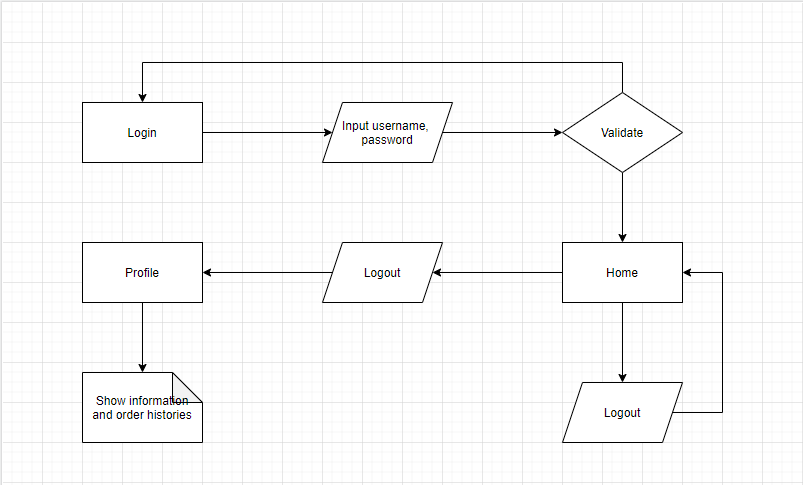 Login
Input username,
password
Validate
Profile
Logout
Home
Show information
and order histories
Logout